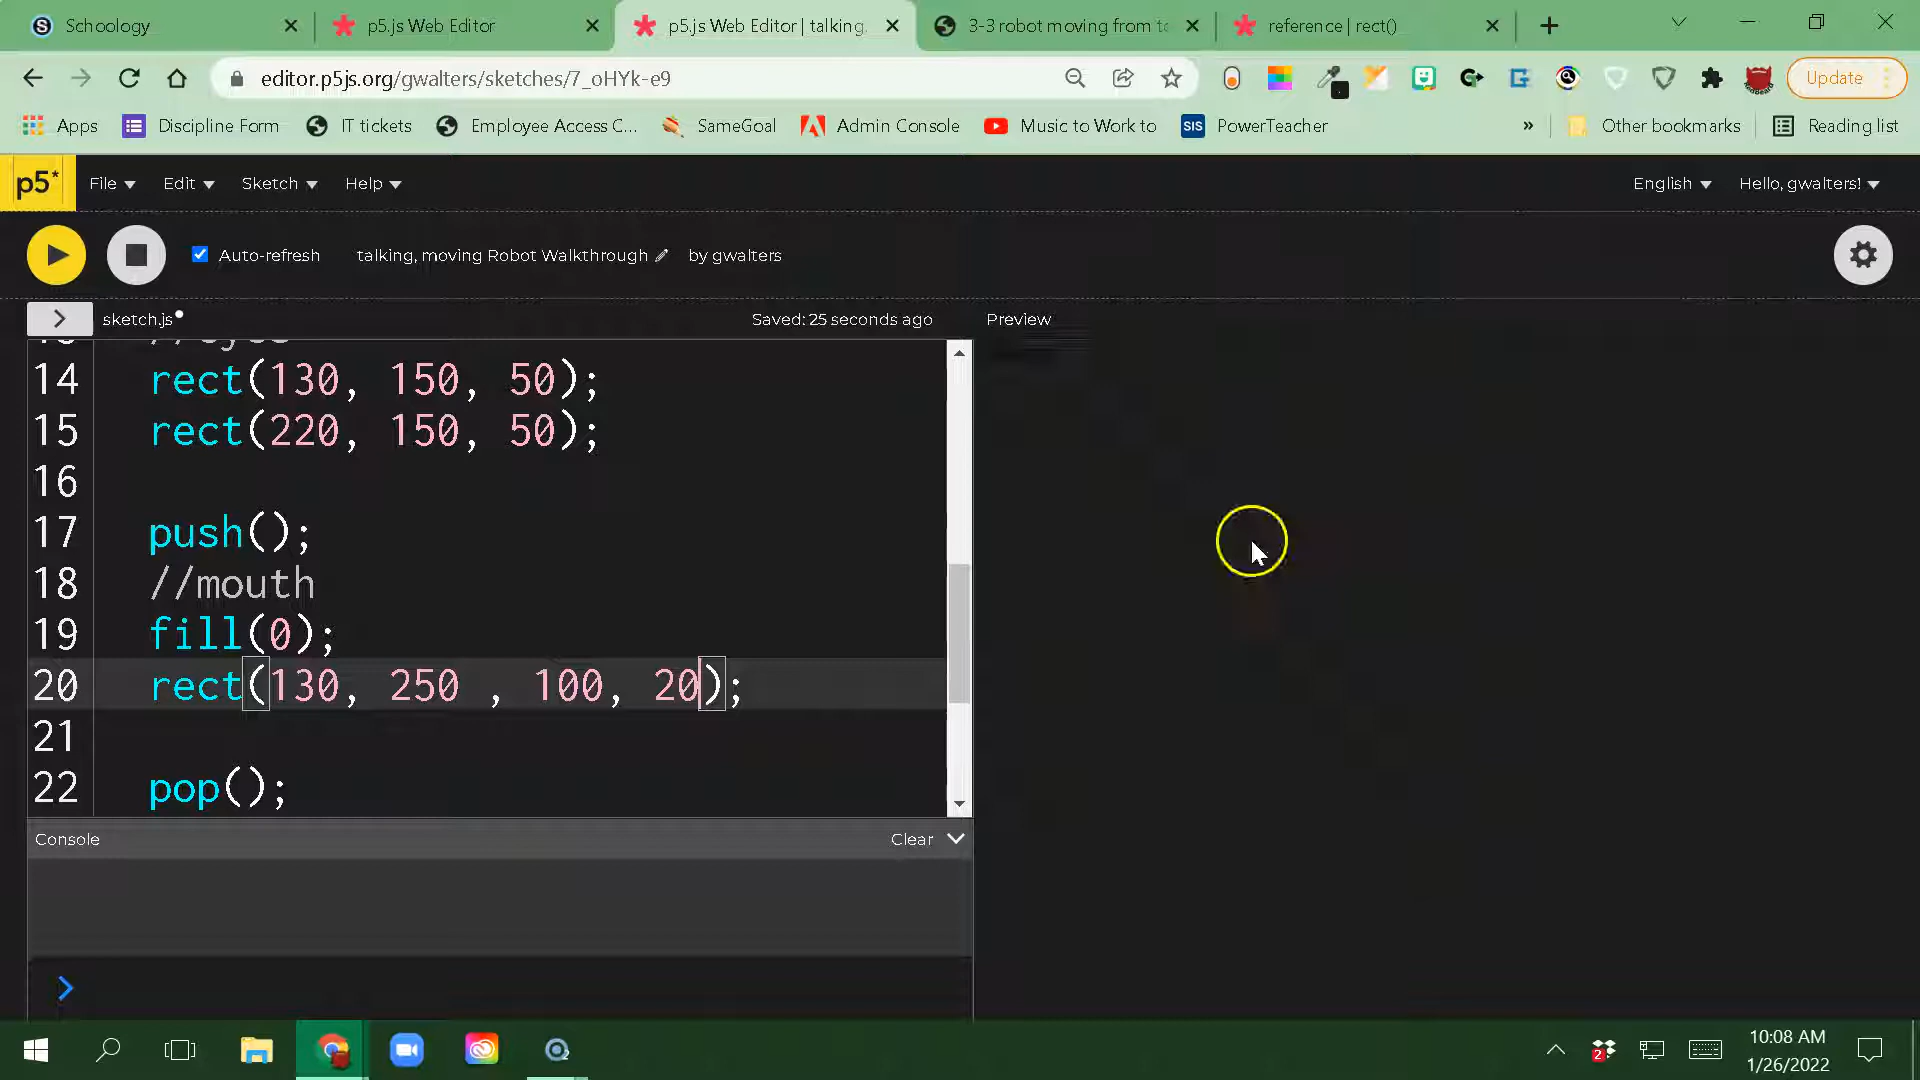 Schoology
p5.js Web Editor
p5.js Web Editor | talking,
3-3 robot moving from to
reference | rect()
editor.p5js.org/gwalters/sketches/7_oHYk-e9
Update
Apps
Discipline Form
IT tickets
Employee Access C...
SameGoal
Admin Console
Music to Work to
SIS
PowerTeacher
»
Other bookmarks
Reading list
p5*
File
Edit
Sketch
Help
English
Hello, gwalters!
Auto-refresh
talking, moving Robot Walkthrough
by gwalters
sketch.js
Saved: 25 seconds ago
Preview
14 rect(130, 150, 50);
15 rect(220, 150, 50);
16
17 push();
18 //mouth
19 fill(0);
20 rect(130, 250 , 100, 20);
21
22 pop();
Console
Clear
10:08 AM
1/26/2022
2